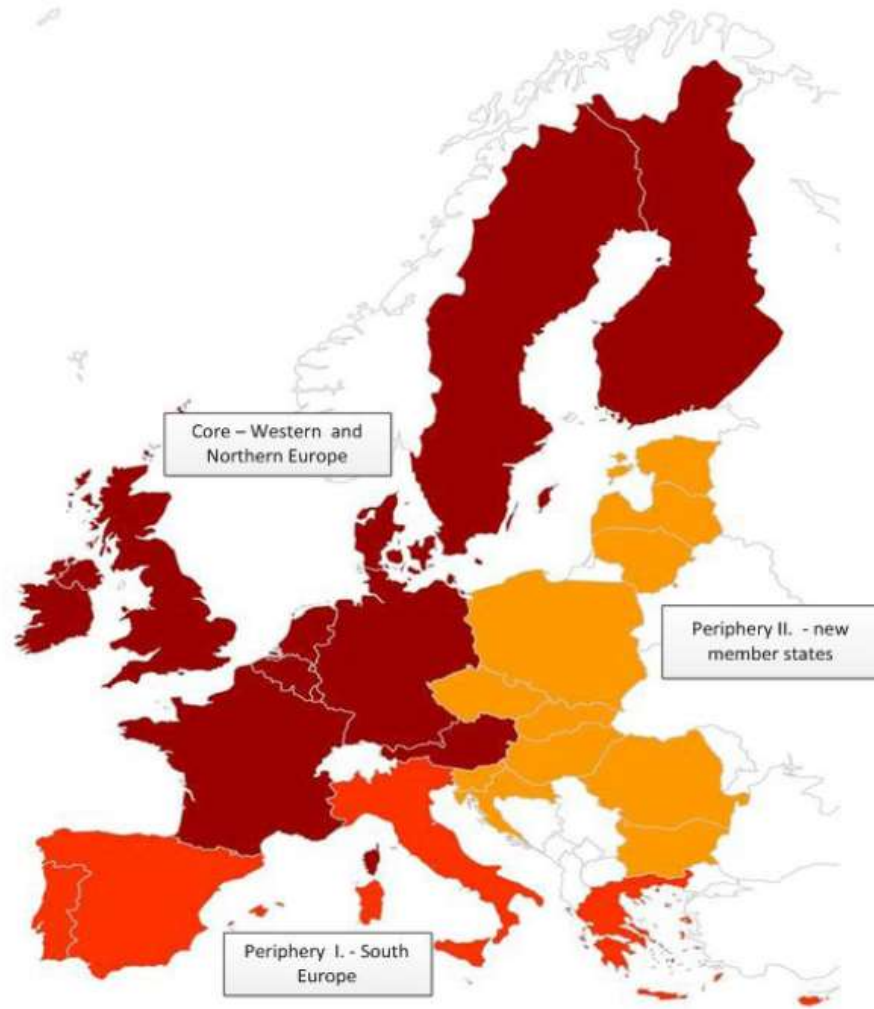 Core – Western and
Northern Europe
Periphery II. - new
member states
Periphery I. - South
Europe